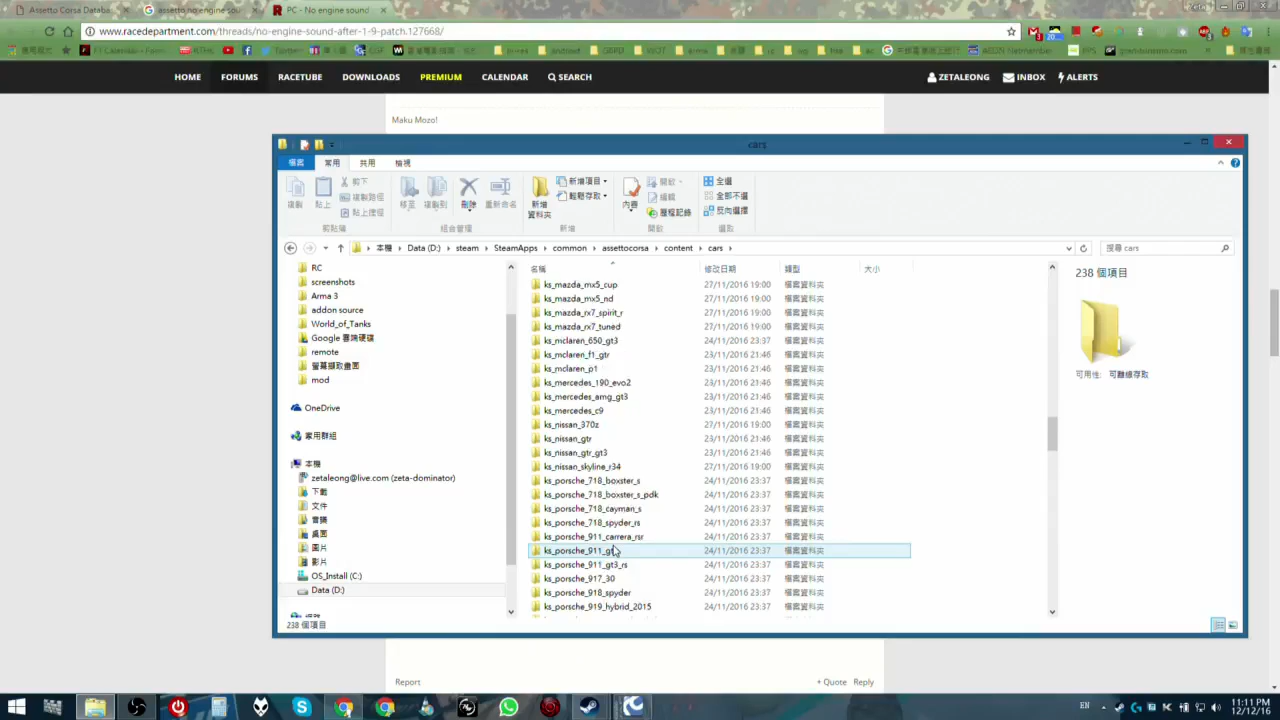 Assetto Corsa Databa
assetto no engine sou
PC - No engine sound
www.racedepartment.com/threads/no-engine-sound-after-1-9-patch.127668/
HOME FORUMS RACETUBE DOWNLOADS PREMIUM CALENDAR SEARCH ZETALEONG INBOX ALERTS
Maku Mozo!
cars
檔案 常用 共用 檢視
複製 貼上 剪下 複製路徑 貼上捷徑 移至 複製到 刪除 重新命名 新增資料夾 新增項目 輕鬆存取 內容 開啟 編輯 歷程記錄 全選 全部不選 反向選擇
剪貼簿 組合管理 新增 開啟 選取
本機 Data (D:) steam SteamApps common assettocorsa content cars
搜尋 cars
RC
screenshots
Arma 3
addon source
World_of_Tanks
Google 雲端硬碟
remote
螢幕擷取畫面
mod
OneDrive
家用群組
本機
zetaleong@live.com (zeta-dominator)
下載
文件
音樂
桌面
圖片
影片
OS_Install (C:)
Data (D:)
名稱 修改日期 類型 大小
ks_mazda_mx5_cup 27/11/2016 19:00 檔案資料夾
ks_mazda_mx5_nd 27/11/2016 19:00 檔案資料夾
ks_mazda_rx7_spirit_r 27/11/2016 19:00 檔案資料夾
ks_mazda_rx7_tuned 27/11/2016 19:00 檔案資料夾
ks_mclaren_650_gt3 24/11/2016 23:37 檔案資料夾
ks_mclaren_f1_gtr 23/11/2016 21:46 檔案資料夾
ks_mclaren_p1 23/11/2016 21:46 檔案資料夾
ks_mercedes_190_evo2 23/11/2016 21:46 檔案資料夾
ks_mercedes_amg_gt3 23/11/2016 21:46 檔案資料夾
ks_mercedes_c9 23/11/2016 21:46 檔案資料夾
ks_nissan_370z 27/11/2016 19:00 檔案資料夾
ks_nissan_gtr 23/11/2016 21:46 檔案資料夾
ks_nissan_gtr_gt3 23/11/2016 21:46 檔案資料夾
ks_nissan_skyline_r34 27/11/2016 19:00 檔案資料夾
ks_porsche_718_boxster_s 24/11/2016 23:37 檔案資料夾
ks_porsche_718_boxster_s_pdk 24/11/2016 23:37 檔案資料夾
ks_porsche_718_cayman_s 24/11/2016 23:37 檔案資料夾
ks_porsche_718_spyder_rs 24/11/2016 23:37 檔案資料夾
ks_porsche_911_carrera_rsr 24/11/2016 23:37 檔案資料夾
ks_porsche_911_gt 24/11/2016 23:37 檔案資料夾
ks_porsche_911_gt3_rs 24/11/2016 23:37 檔案資料夾
ks_porsche_917_30 24/11/2016 23:37 檔案資料夾
ks_porsche_918_spyder 24/11/2016 23:37 檔案資料夾
ks_porsche_919_hybrid_2015 24/11/2016 23:37 檔案資料夾
238 個項目
可用性: 可離線存取
238 個項目
Report + Quote Reply
EN 11:11 PM
12/12/16